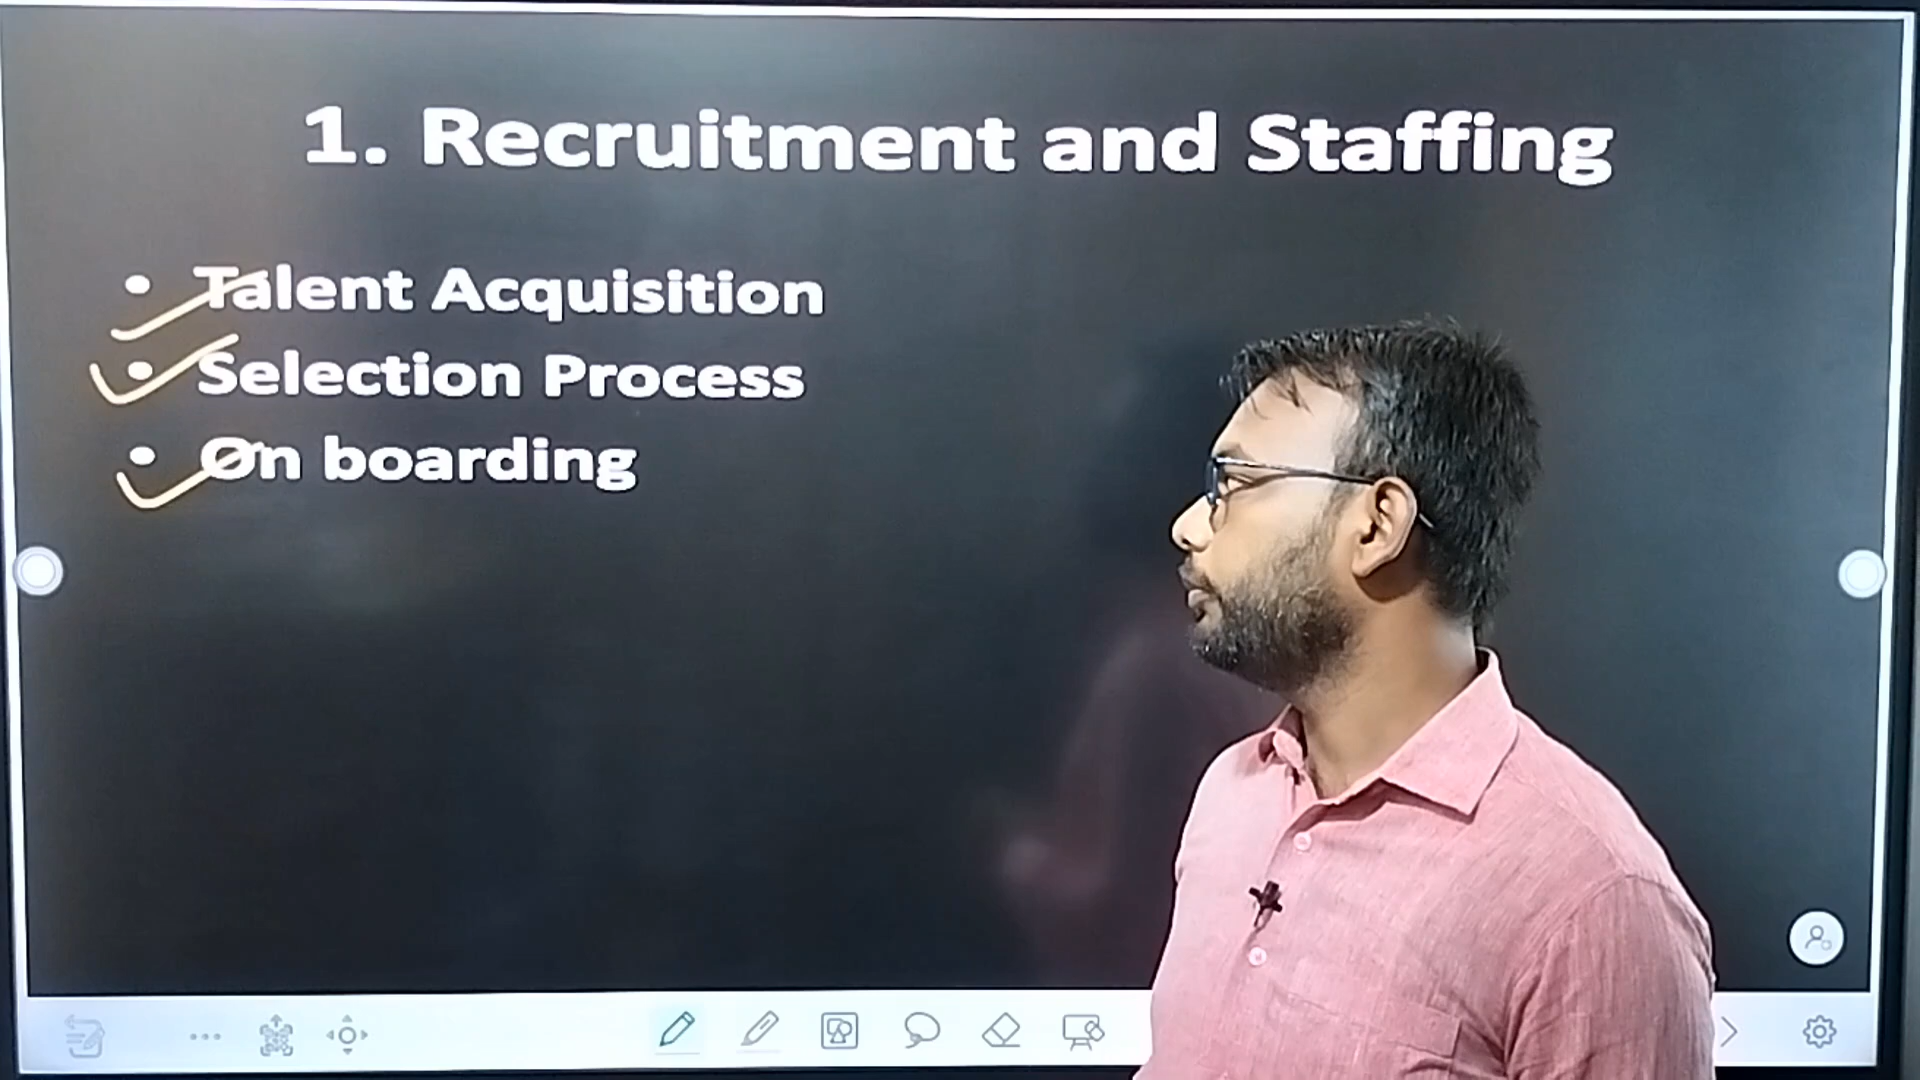 1. Recruitment and Staffing
• Talent Acquisition
• Selection Process
• On boarding